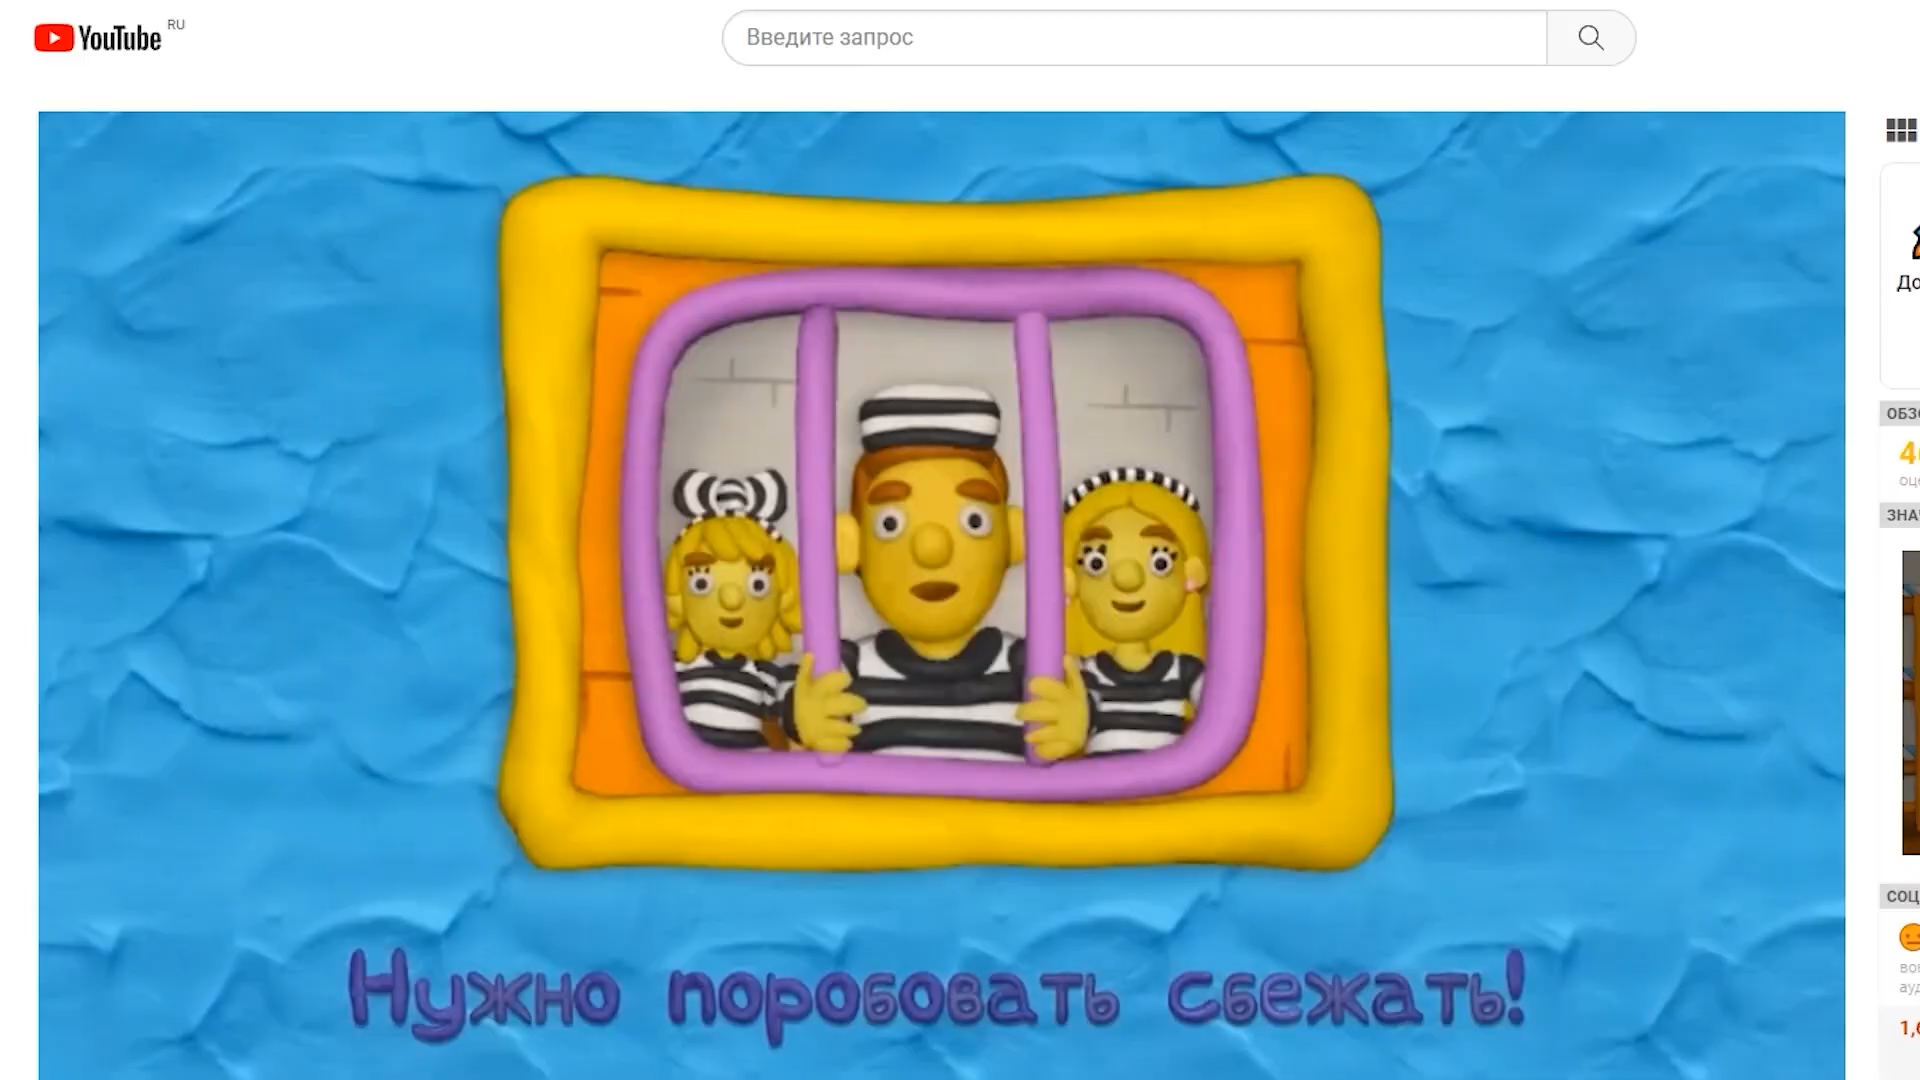 YouTube RU
Введите запрос
Нужно поробовать сбежать!